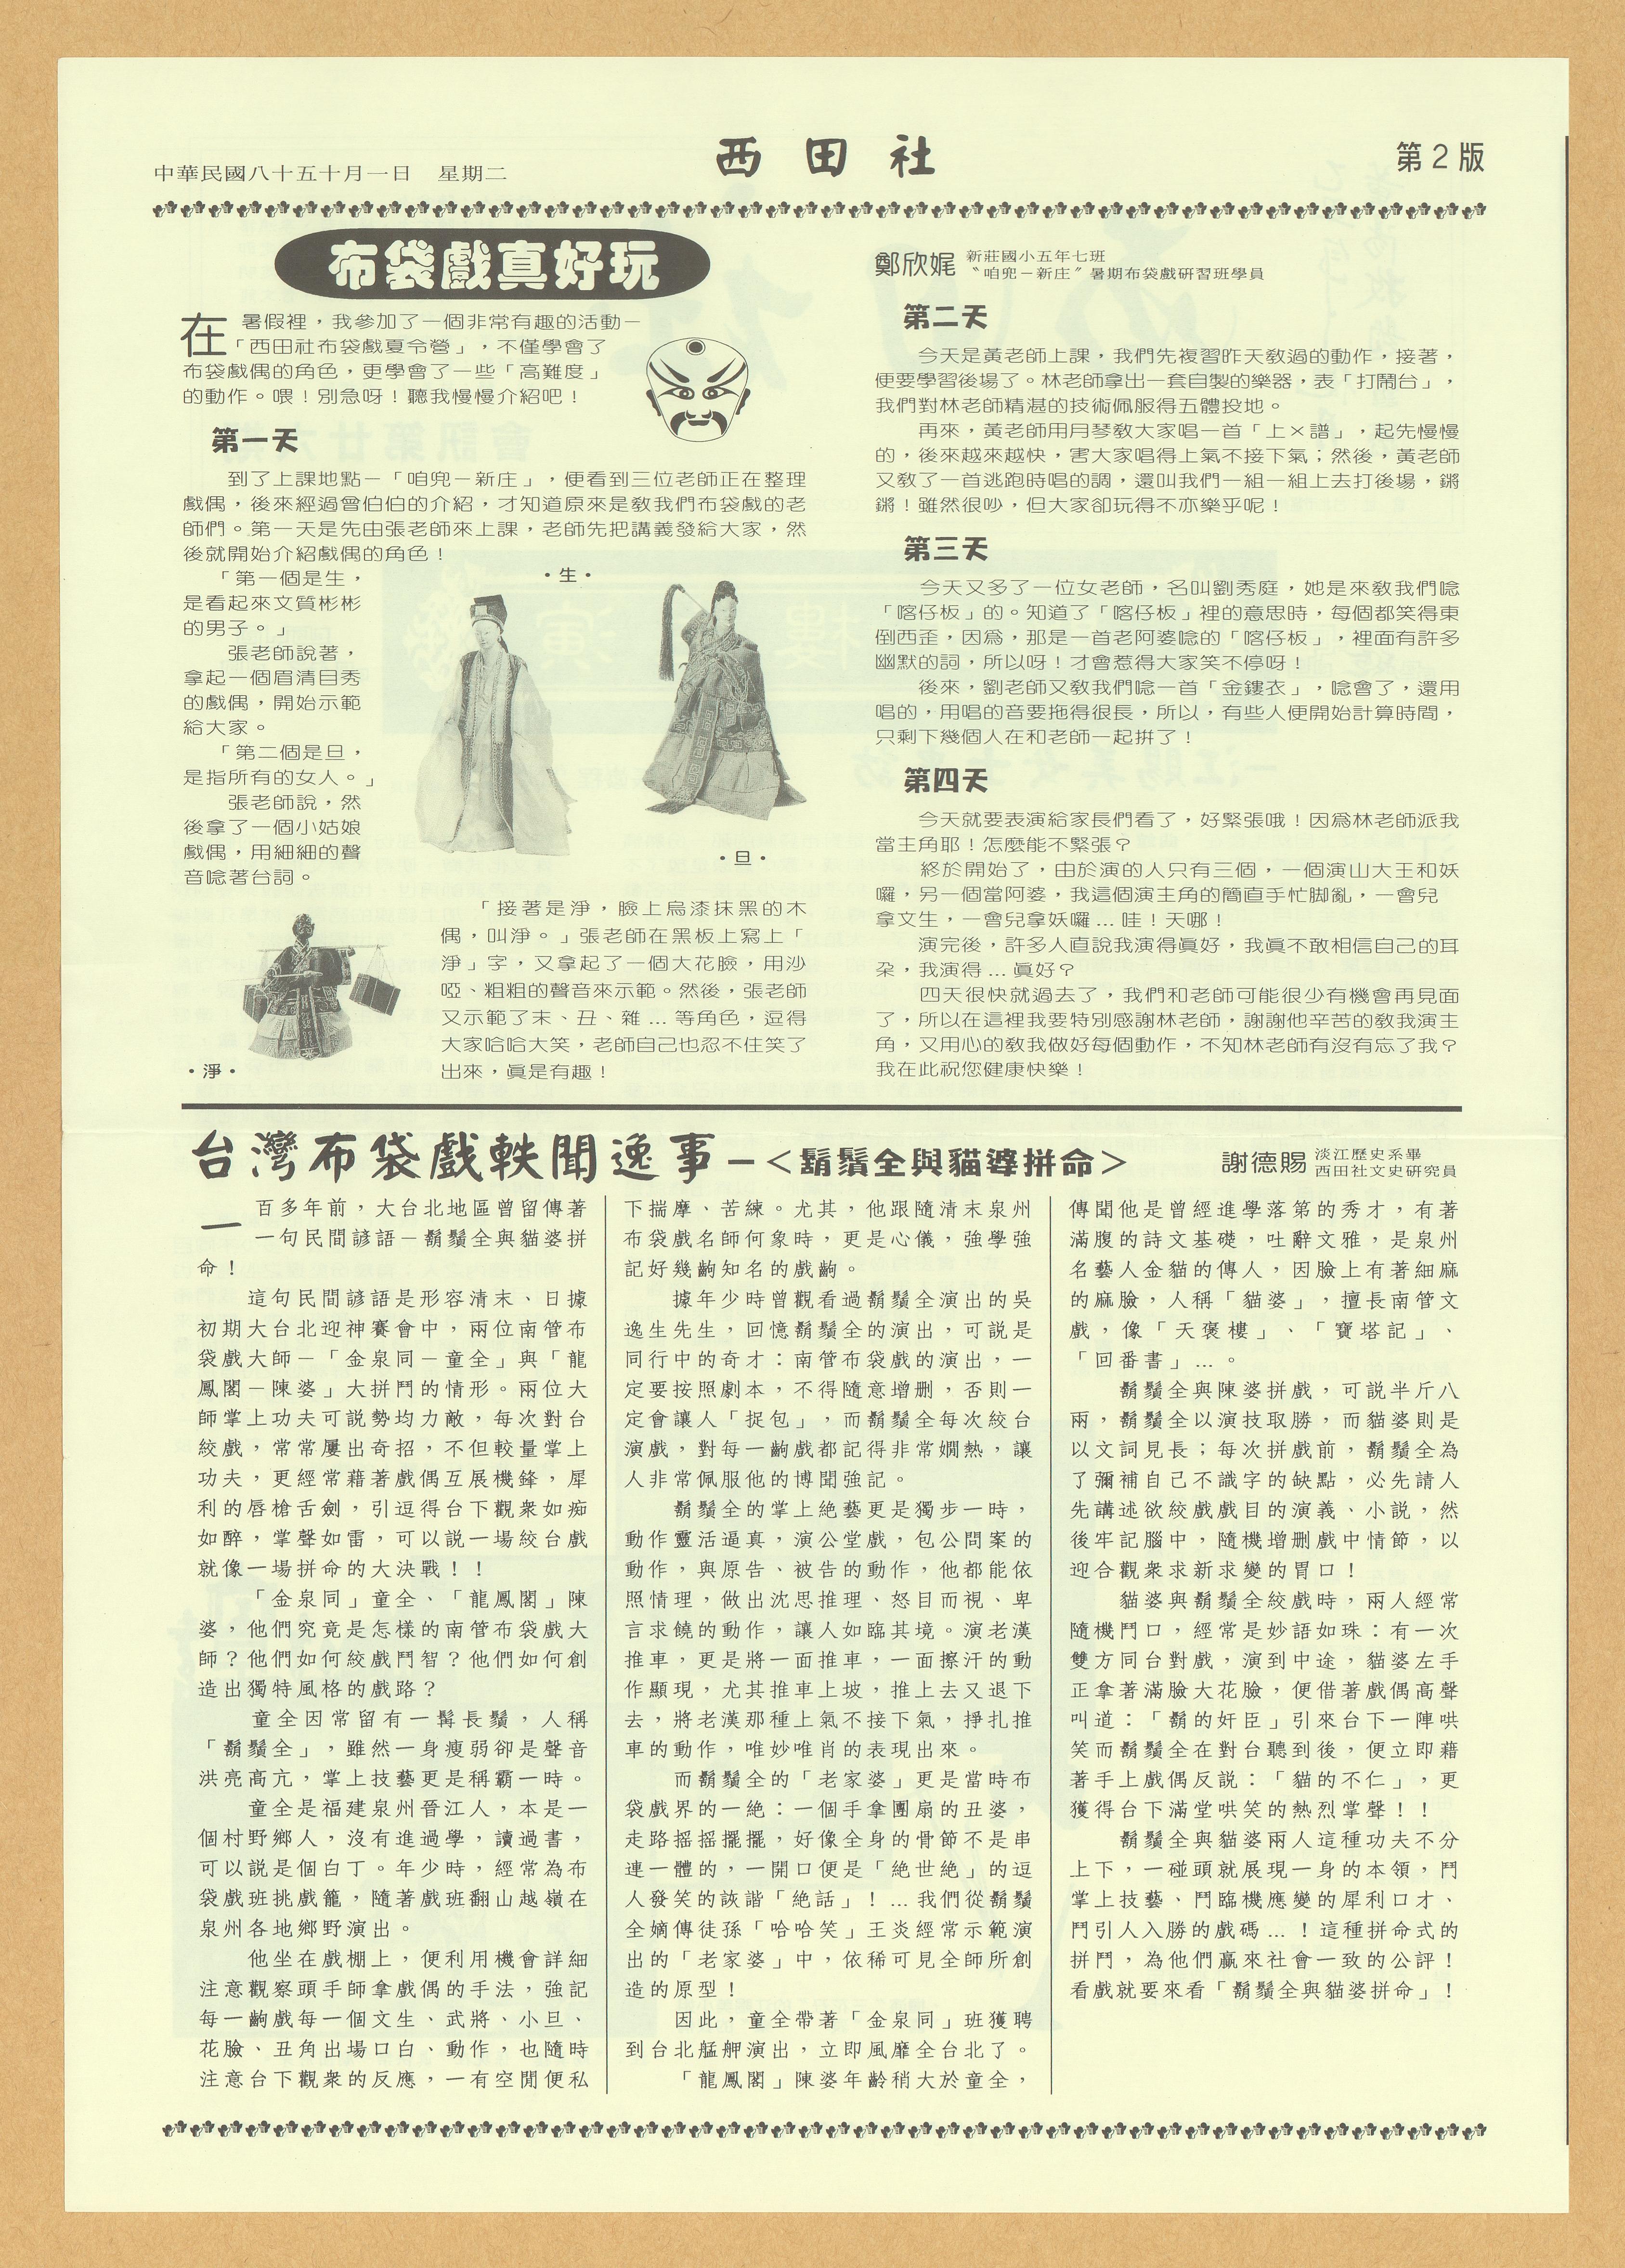 中華民國八十五十月一日　星期二
西田社
第2版
布袋戲真好玩
在暑假裡，我參加了一個非常有趣的活動－
「西田社布袋戲夏令營」，不僅學會了
布袋戲偶的角色，更學會了一些「高難度」
的動作。喂！別急呀！聽我慢慢介紹吧！
第一天
到了上課地點－「咱兜－新庄」，便看到三位老師正在整理
戲偶，後來經過曾伯伯的介紹，才知道原來是教我們布袋戲的老
師們。第一天是先由張老師來上課，老師先把講義發給大家，然
後就開始介紹戲偶的角色！
「第一個是生，
是看起來文質彬彬
的男子。」
張老師說著，
拿起一個眉清目秀
的戲偶，開始示範
給大家。
「第二個是旦，
是指所有的女人。」
張老師說，然
後拿了一個小姑娘
戲偶，用細細的聲
音唸著台詞。
・生・
・旦・
・淨・
「接著是淨，臉上烏漆抹黑的木
偶，叫淨。」張老師在黑板上寫上「
淨」字，又拿起了一個大花臉，用沙
啞、粗粗的聲音來示範。然後，張老師
又示範了末、丑、雜…等角色，逗得
大家哈哈大笑，老師自己也忍不住笑了
出來，真是有趣！
鄭欣娓
新莊國小五年七班
〝咱兜－新庄〞暑期布袋戲研習班學員
第二天
今天是黃老師上課，我們先複習昨天教過的動作，接著，
便要學習後場了。林老師拿出一套自製的樂器，表「打鬧台」，
我們對林老師精湛的技術佩服得五體投地。
再來，黃老師用月琴教大家唱一首「上×譜」，起先慢慢
的，後來越來越快，害大家唱得上氣不接下氣；然後，黃老師
又教了一首逃跑時唱的調，還叫我們一組一組上去打後場，鏘
鏘！雖然很吵，但大家卻玩得不亦樂乎呢！
第三天
今天又多了一位女老師，名叫劉秀庭，她是來教我們唸
「喀仔板」的。知道了「喀仔板」裡的意思時，每個都笑得東
倒西歪，因為，那是一首老阿婆唸的「喀仔板」，裡面有許多
幽默的詞，所以呀！才會惹得大家笑不停呀！
後來，劉老師又教我們唸一首「金鏤衣」，唸會了，還用
唱的，用唱的音要拖得很長，所以，有些人便開始計算時間，
只剩下幾個人在和老師一起拼了！
第四天
今天就要表演給家長們看了，好緊張哦！因為林老師派我
當主角耶！怎麼能不緊張？
終於開始了，由於演的人只有三個，一個演山大王和妖
囉，另一個當阿婆，我這個演主角的簡直手忙腳亂，一會兒
拿文生，一會兒拿妖囉…哇！天哪！
演完後，許多人直說我演得真好，我真不敢相信自己的耳
朵，我演得…真好？
四天很快就過去了，我們和老師可能很少有機會再見面
了，所以在這裡我要特別感謝林老師，謝謝他辛苦的教我演主
角，又用心的教我做好每個動作，不知林老師有沒有忘了我？
我在此祝您健康快樂！
台灣布袋戲軼聞逸事－＜鬍鬚全與貓婆拼命＞
謝德賜
淡江歷史系畢
西田社文史研究員
一百多年前，大台北地區曾留傳著
一句民間諺語－鬍鬚全與貓婆拼
命！
這句民間諺語是形容清末、日據
初期大台北迎神賽會中，兩位南管布
袋戲大師－「金泉同－童全」與「龍
鳳閣－陳婆」大拼鬥的情形。兩位大
師掌上功夫可說勢均力敵，每次對台
絞戲，常常屢出奇招，不但較量掌上
功夫，更經常藉著戲偶互展機鋒，犀
利的唇槍舌劍，引逗得台下觀眾如痴
如醉，掌聲如雷，可以說一場絞台戲
就像一場拼命的大決戰！！
「金泉同」童全、「龍鳳閣」陳
婆，他們究竟是怎樣的南管布袋戲大
師？他們如何絞戲鬥智？他們如何創
造出獨特風格的戲路？
童全因常留有一髯長鬚，人稱
「鬍鬚全」，雖然一身瘦弱卻是聲音
洪亮高亢，掌上技藝更是稱霸一時。
童全是福建泉州晉江人，本是一
個村野鄉人，沒有進過學，讀過書，
可以說是個白丁。年少時，經常為布
袋戲班挑戲籠，隨著戲班翻山越嶺在
泉州各地鄉野演出。
他坐在戲棚上，便利用機會詳細
注意觀察頭手師拿戲偶的手法，強記
每一齣戲每一個文生、武將、小旦、
花臉、丑角出場口白、動作，也隨時
注意台下觀眾的反應，一有空閒便私
下揣摩、苦練。尤其，他跟隨清末泉州
布袋戲名師何象時，更是心儀，強學強
記好幾齣知名的戲齣。
據年少時曾觀看過鬍鬚全演出的吳
逸生先生，回憶鬍鬚全的演出，可說是
同行中的奇才：南管布袋戲的演出，一
定要按照劇本，不得隨意增刪，否則一
定會讓人「捉包」，而鬍鬚全每次絞台
演戲，對每一齣戲都記得非常嫻熟，讓
人非常佩服他的博聞強記。
鬍鬚全的掌上絕藝更是獨步一時，
動作靈活逼真，演公堂戲，包公問案的
動作，與原告、被告的動作，他都能依
照情理，做出沈思推理、怒目而視、卑
言求饒的動作，讓人如臨其境。演老漢
推車，更是將一面推車，一面擦汗的動
作顯現，尤其推車上坡，推上去又退下
去，將老漢那種上氣不接下氣，掙扎推
車的動作，唯妙唯肖的表現出來。
而鬍鬚全的「老家婆」更是當時布
袋戲界的一絕：一個手拿團扇的丑婆，
走路搖搖擺擺，好像全身的骨節不是串
連一體的，一開口便是「絕世絕」的逗
人發笑的詼諧「絕話」！…我們從鬍鬚
全嫡傳徒孫「哈哈笑」王炎經常示範演
出的「老家婆」中，依稀可見全師所創
造的原型！
因此，童全帶著「金泉同」班獲聘
到台北艋舺演出，立即風靡全台北了。
「龍鳳閣」陳婆年齡稍大於童全，
傳聞他是曾經進學落第的秀才，有著
滿腹的詩文基礎，吐辭文雅，是泉州
名藝人金貓的傳人，因臉上有著細麻
的麻臉，人稱「貓婆」，擅長南管文
戲，像「天褒樓」、「寶塔記」、
「回番書」…。
鬍鬚全與陳婆拼戲，可說半斤八
兩，鬍鬚全以演技取勝，而貓婆則是
以文詞見長；每次拼戲前，鬍鬚全為
了彌補自己不識字的缺點，必先請人
先講述欲絞戲戲目的演義、小說，然
後牢記腦中，隨機增刪戲中情節，以
迎合觀眾求新求變的胃口！
貓婆與鬍鬚全絞戲時，兩人經常
隨機鬥口，經常是妙語如珠：有一次
雙方同台對戲，演到中途，貓婆左手
正拿著滿臉大花臉，便借著戲偶高聲
叫道：「鬍的奸臣」引來台下一陣哄
笑而鬍鬚全在對台聽到後，便立即藉
著手上戲偶反說：「貓的不仁」，更
獲得台下滿堂哄笑的熱烈掌聲！！
鬍鬚全與貓婆兩人這種功夫不分
上下，一碰頭就展現一身的本領，鬥
掌上技藝、鬥臨機應變的犀利口才、
鬥引人入勝的戲碼…！這種拼命式的
拼鬥，為他們贏來社會一致的公評！
看戲就要來看「鬍鬚全與貓婆拼命」！